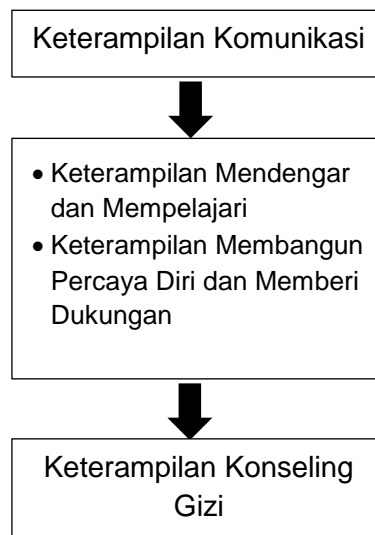 Keterampilan Komunikasi
• Keterampilan Mendengar
dan Mempelajari
• Keterampilan Membangun
Percaya Diri dan Memberi
Dukungan
Keterampilan Konseling
Gizi